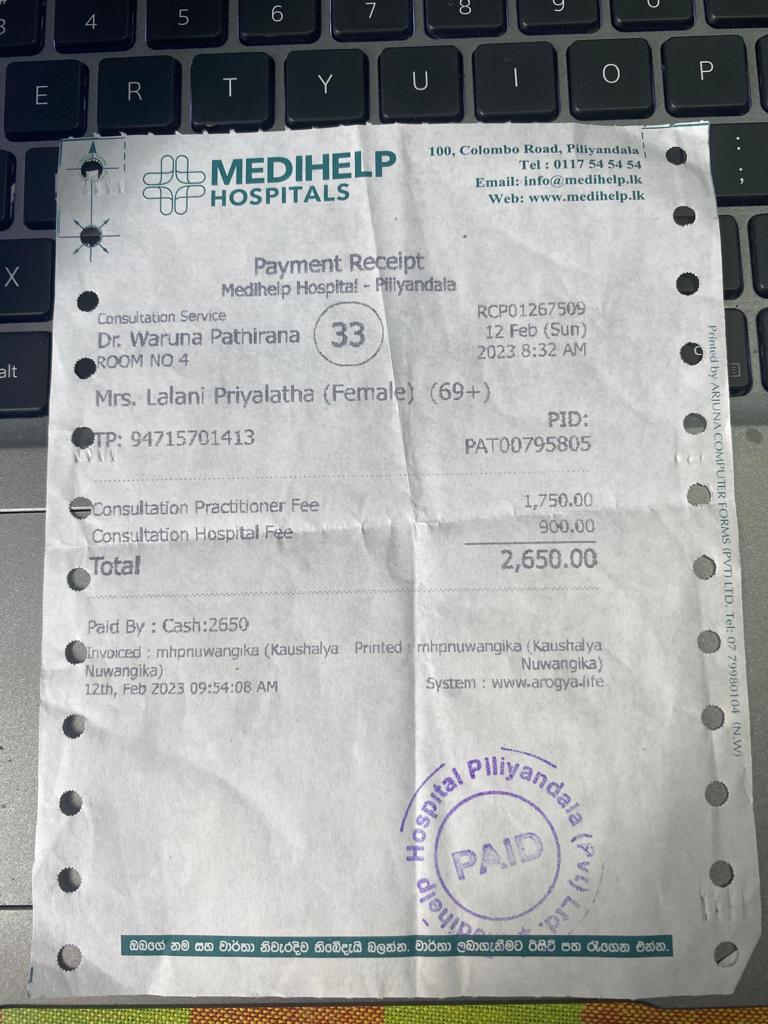 3 4 5 6 7 8 9 0
E R T Y U I O P
: ;
X
alt
MEDIHELP
HOSPITALS
100, Colombo Road, Piliyandala
Tel : 0117 54 54 54
Email: info@medihelp.lk
Web: www.medihelp.lk
Payment Receipt
Medihelp Hospital - Piliyandala
Consultation Service
Dr. Waruna Pathirana
ROOM NO 4
33
RCP01267509
12 Feb (Sun)
2023 8:32 AM
Mrs. Lalani Priyalatha (Female) (69+)
TP: 94715701413
PID:
PAT00795805
Consultation Practitioner Fee 1,750.00
Consultation Hospital Fee 900.00
Total 2,650.00
Paid By : Cash:2650
Invoiced : mhpnuwangika (Kaushalya
Nuwangika)
12th, Feb 2023 09:54:08 AM
Printed : mhpnuwangika (Kaushalya
Nuwangika)
System : www.arogya.life
Printed by ARJUNA COMPUTER FORMS (PVT) LTD. Tel: 07 79980104 (N.W)
Medihelp Hospital Piliyandala (Pvt) Ltd. *
PAID
ඔබගේ නම සහ වාර්තා නිවැරදිව තිබේදැයි බලන්න. වාර්තා ලබාගැනීමට රිසිට් පත රැගෙන එන්න.